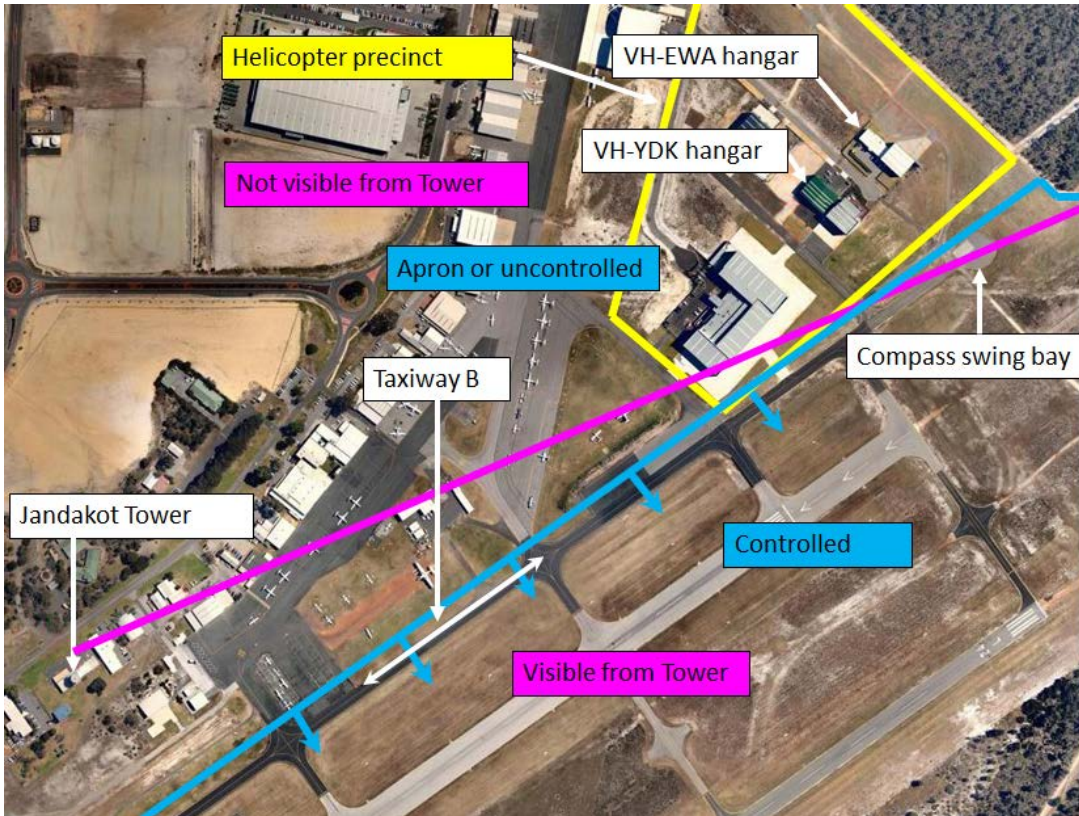 Helicopter precinct
VH-EWA hangar
VH-YDK hangar
Not visible from Tower
Apron or uncontrolled
Compass swing bay
Taxiway B
Jandakot Tower
Controlled
Visible from Tower